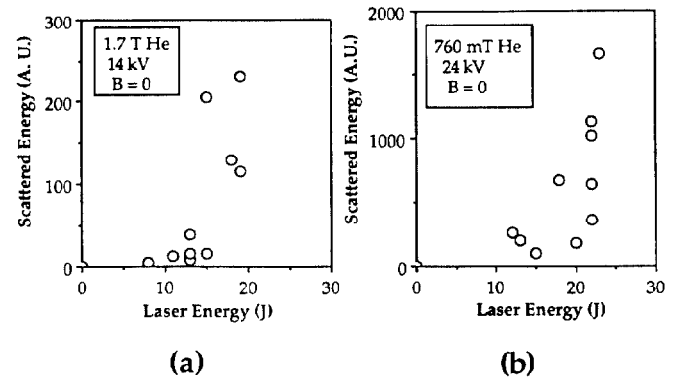 300
200
100
0
0
10
20
30
Scattered Energy (A. U.)
Laser Energy (J)
1.7 T He
14 kV
B = 0
(a)
2000
1000
0
0
10
20
30
Scattered Energy (A.U.)
Laser Energy (J)
760 mT He
24 kV
B = 0
(b)